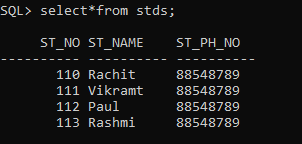 SQL> select*from stds;
ST_NO ST_NAME ST_PH_NO
---------- ---------- ----------
110 Rachit 88548789
111 Vikramt 88548789
112 Paul 88548789
113 Rashmi 88548789